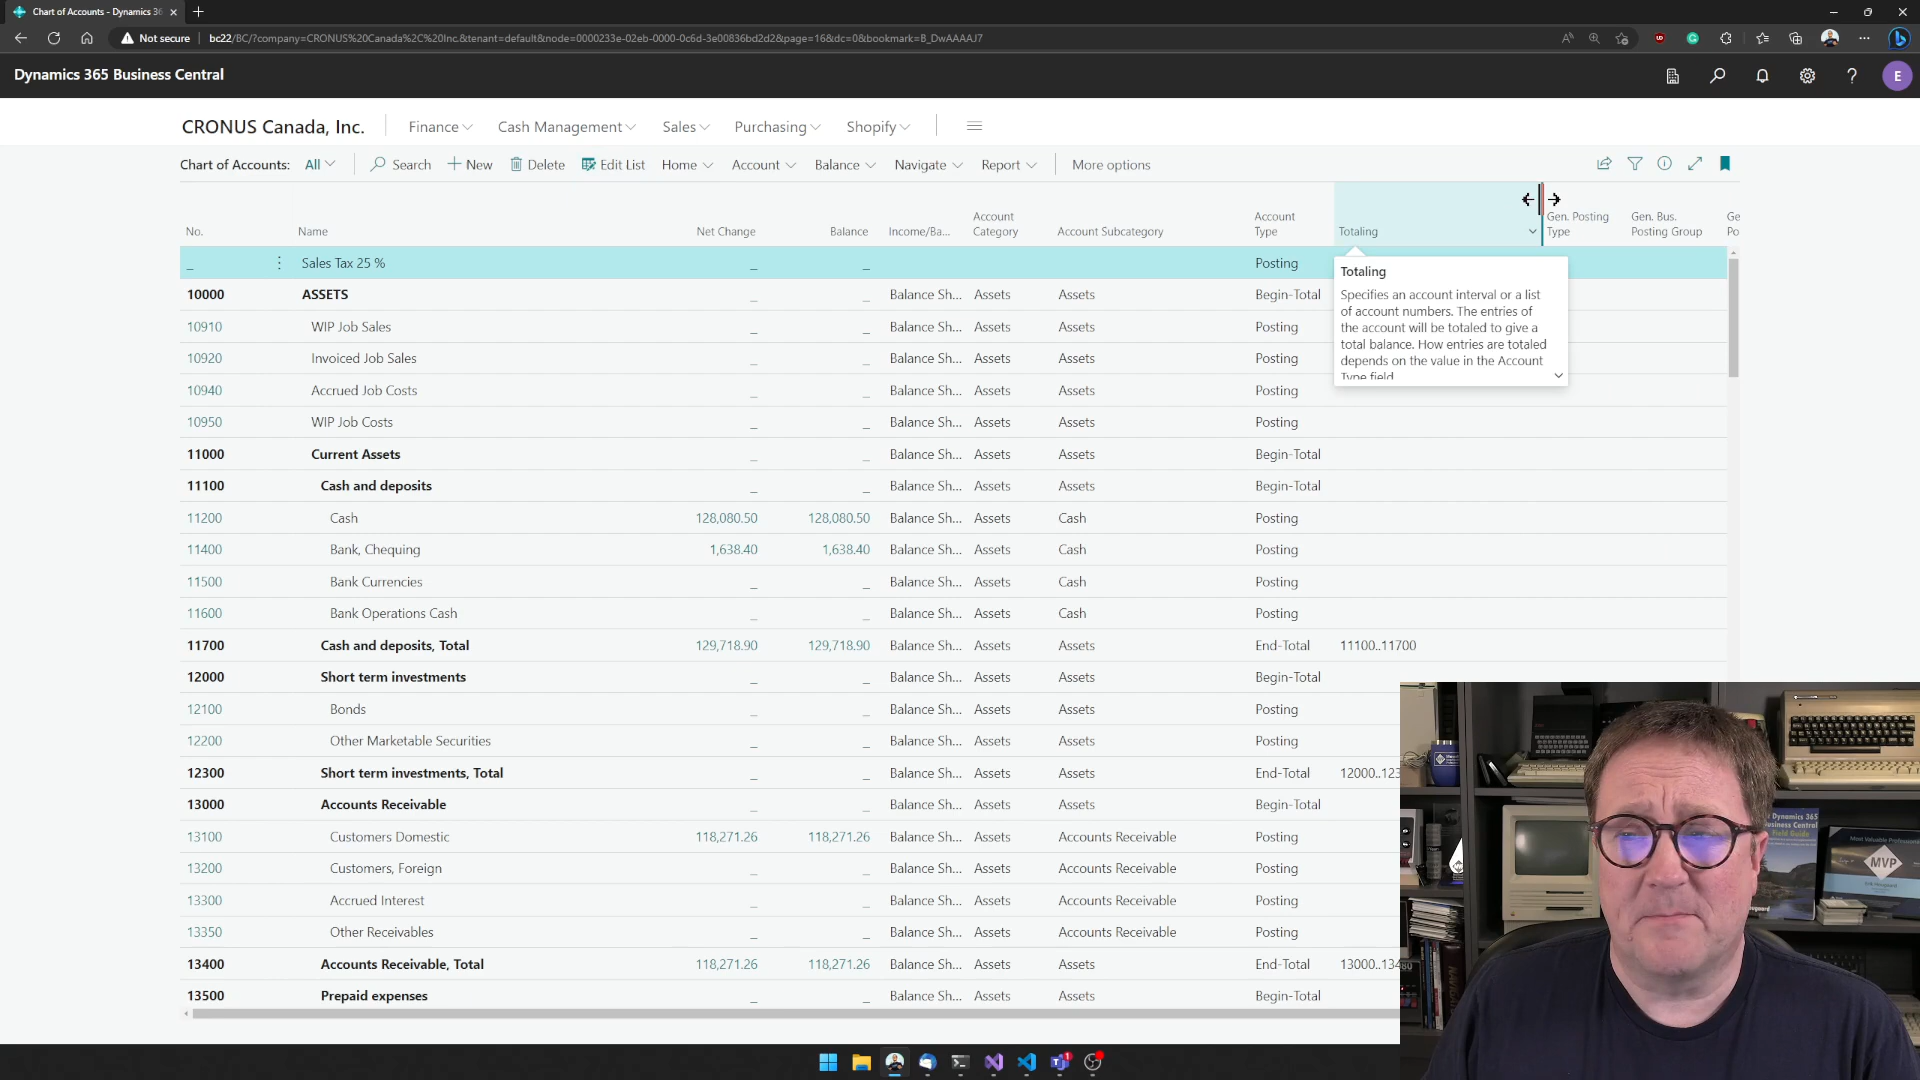 Chart of Accounts - Dynamics 36
Not secure
bc22/BC/?company=CRONUS%20Canada%2C%20Inc.&tenant=default&node=0000233e-02eb-0000-0c6d-3e00836bd2d2&page=16&dc=0&bookmark=B_DwAAAAJ7
Dynamics 365 Business Central
E
CRONUS Canada, Inc. Finance Cash Management Sales Purchasing Shopify
Chart of Accounts: All Search New Delete Edit List Home Account Balance Navigate Report More options
No. Name Net Change Balance Income/Ba... Account Category Account Subcategory Account Type Totaling Gen. Posting Type Gen. Bus. Posting Group Ge Po
_ Sales Tax 25 % _ _ Posting
Totaling
Specifies an account interval or a list
of account numbers. The entries of
the account will be totaled to give a
total balance. How entries are totaled
depends on the value in the Account
Type field
10000 ASSETS _ _ Balance Sh... Assets Assets Begin-Total
10910 WIP Job Sales _ _ Balance Sh... Assets Assets Posting
10920 Invoiced Job Sales _ _ Balance Sh... Assets Assets Posting
10940 Accrued Job Costs _ _ Balance Sh... Assets Assets Posting
10950 WIP Job Costs _ _ Balance Sh... Assets Assets Posting
11000 Current Assets _ _ Balance Sh... Assets Assets Begin-Total
11100 Cash and deposits _ _ Balance Sh... Assets Assets Begin-Total
11200 Cash 128,080.50 128,080.50 Balance Sh... Assets Cash Posting
11400 Bank, Chequing 1,638.40 1,638.40 Balance Sh... Assets Cash Posting
11500 Bank Currencies _ _ Balance Sh... Assets Cash Posting
11600 Bank Operations Cash _ _ Balance Sh... Assets Cash Posting
11700 Cash and deposits, Total 129,718.90 129,718.90 Balance Sh... Assets Assets End-Total 11100..11700
12000 Short term investments _ _ Balance Sh... Assets Assets Begin-Total
12100 Bonds _ _ Balance Sh... Assets Assets Posting
12200 Other Marketable Securities _ _ Balance Sh... Assets Assets Posting
12300 Short term investments, Total _ _ Balance Sh... Assets Assets End-Total 12000..123
13000 Accounts Receivable _ _ Balance Sh... Assets Assets Begin-Total
13100 Customers Domestic 118,271.26 118,271.26 Balance Sh... Assets Accounts Receivable Posting
13200 Customers, Foreign _ _ Balance Sh... Assets Accounts Receivable Posting
13300 Accrued Interest _ _ Balance Sh... Assets Accounts Receivable Posting
13350 Other Receivables _ _ Balance Sh... Assets Accounts Receivable Posting
13400 Accounts Receivable, Total 118,271.26 118,271.26 Balance Sh... Assets Assets End-Total 13000..134
13500 Prepaid expenses _ _ Balance Sh... Assets Assets Begin-Total
Dynamics 365
Business Central
Field Guide
Most Valuable Professional
MVP